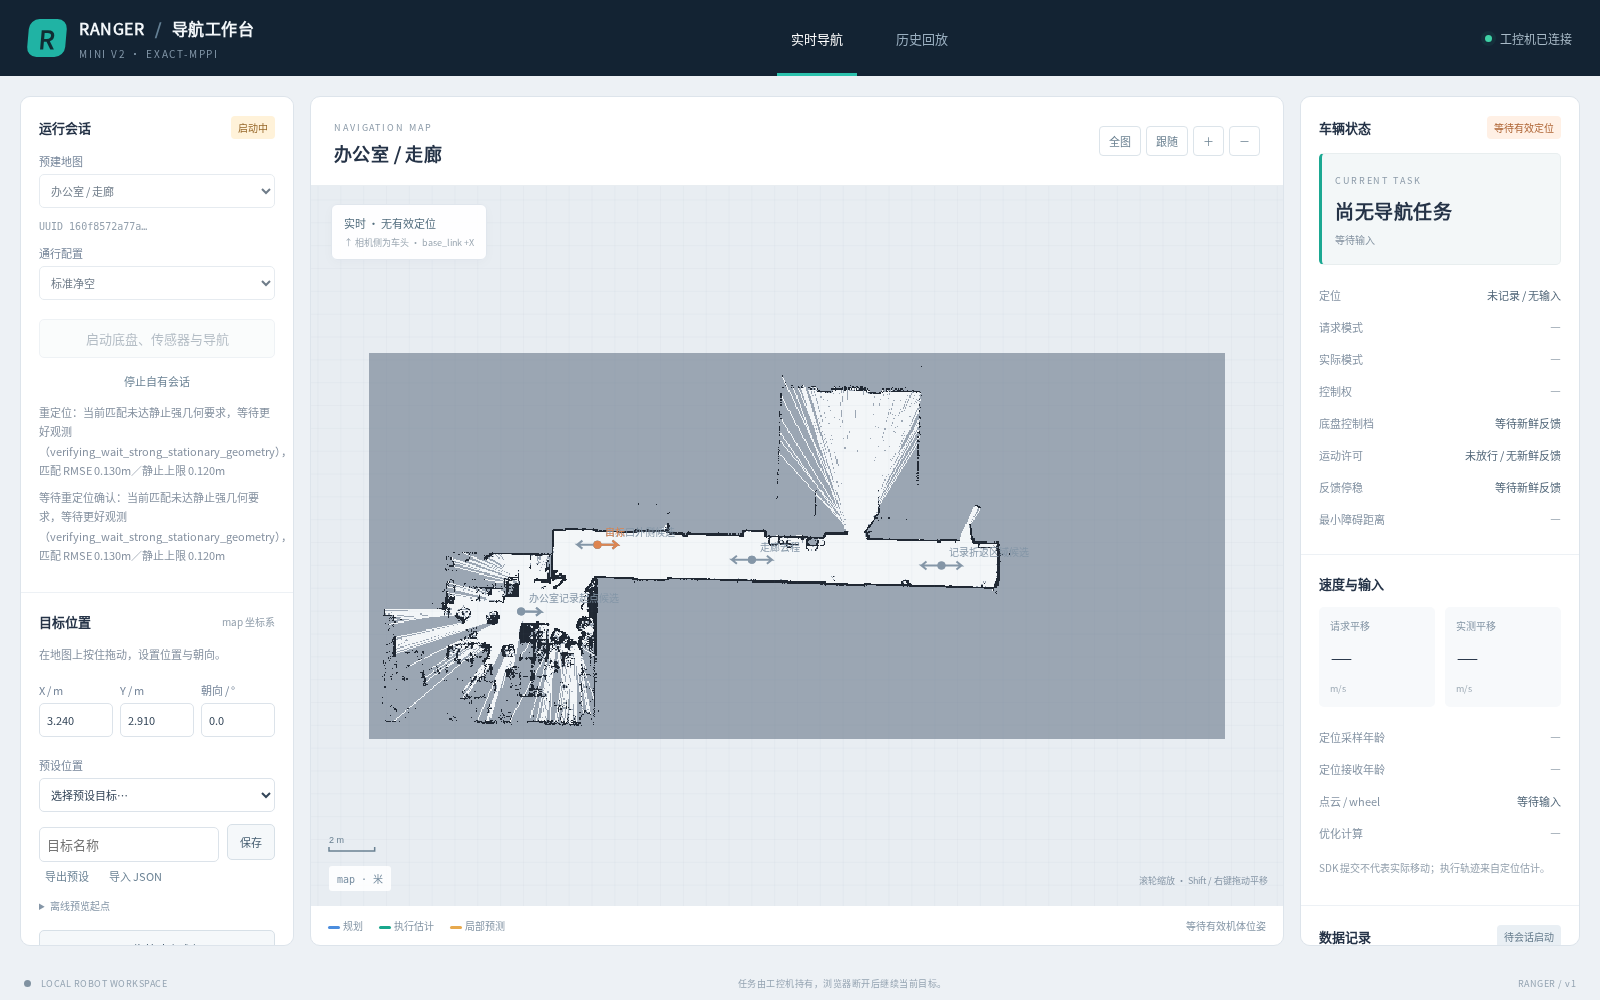 R
RANGER / 导航工作台
MINI V2 · EXACT-MPPI
实时导航
历史回放
工控机已连接
运行会话
启动中
预建地图
办公室 / 走廊
UUID 160f8572a77a…
通行配置
标准净空
启动底盘、传感器与导航
停止自有会话
重定位：当前匹配未达静止强几何要求，等待更
好观测
（verifying_wait_strong_stationary_geometry），
匹配 RMSE 0.130m／静止上限 0.120m
等待重定位确认：当前匹配未达静止强几何要
求，等待更好观测
（verifying_wait_strong_stationary_geometry），
匹配 RMSE 0.130m／静止上限 0.120m
目标位置
map 坐标系
在地图上按住拖动，设置位置与朝向。
X / m
Y / m
朝向 / °
3.240
2.910
0.0
预设位置
选择预设目标…
目标名称
保存
导出预设
导入 JSON
▸ 离线预览起点
NAVIGATION MAP
办公室 / 走廊
全图
跟随
+
−
实时 · 无有效定位
↑ 相机侧为车头 · base_link +X
走廊去程
记录折返区 候选
办公室记录起点候选
2 m
map · 米
滚轮缩放 · Shift / 右键拖动平移
规划
执行估计
局部预测
等待有效机体位姿
车辆状态
等待有效定位
CURRENT TASK
尚无导航任务
等待输入
定位
未记录 / 无输入
请求模式
—
实际模式
—
控制权
—
底盘控制档
等待新鲜反馈
运动许可
未放行 / 无新鲜反馈
反馈停稳
等待新鲜反馈
最小障碍距离
—
速度与输入
请求平移
—
m/s
实测平移
—
m/s
定位采样年龄
—
定位接收年龄
—
点云 / wheel
等待输入
优化计算
—
SDK 提交不代表实际移动；执行轨迹来自定位估计。
数据记录
待会话启动
LOCAL ROBOT WORKSPACE
任务由工控机持有，浏览器断开后继续当前目标。
RANGER / v1